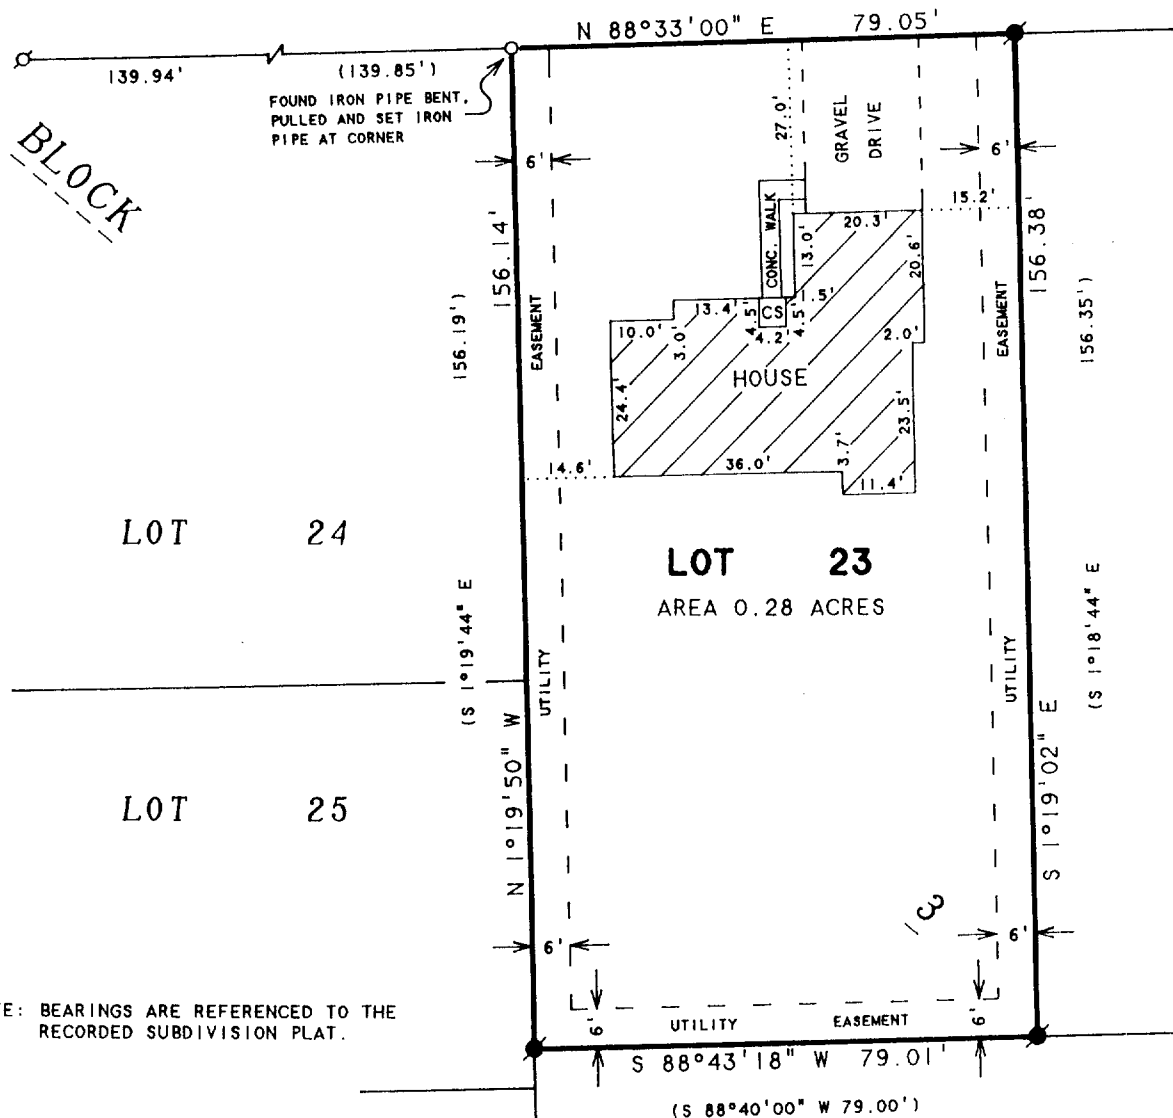 N 88°33'00" E 79.05'
139.94'
(139.85')
FOUND IRON PIPE BENT,
PULLED AND SET IRON
PIPE AT CORNER
BLOCK
27.0'
GRAVEL
DRIVE
6'
6'
15.2'
156.14'
(156.19')
EASEMENT
CONC. WALK
13.0'
20.3'
20.6'
EASEMENT
156.38'
(156.35')
10.0'
3.0'
13.4'
4.5'
CS
4.2'
4.5'
1.5'
2.0'
HOUSE
24.4'
23.5'
14.6'
36.0'
3.7'
11.4'
LOT 24
LOT 23
AREA 0.28 ACRES
(S 1°19'44" E
UTILITY
UTILITY
(S 1°18'44" E
N 1°19'50" W
S 1°19'02" E
LOT 25
13
6'
6'
TE: BEARINGS ARE REFERENCED TO THE
RECORDED SUBDIVISION PLAT.
6'
UTILITY EASEMENT
6'
S 88°43'18" W 79.01'
(S 88°40'00" W 79.00')